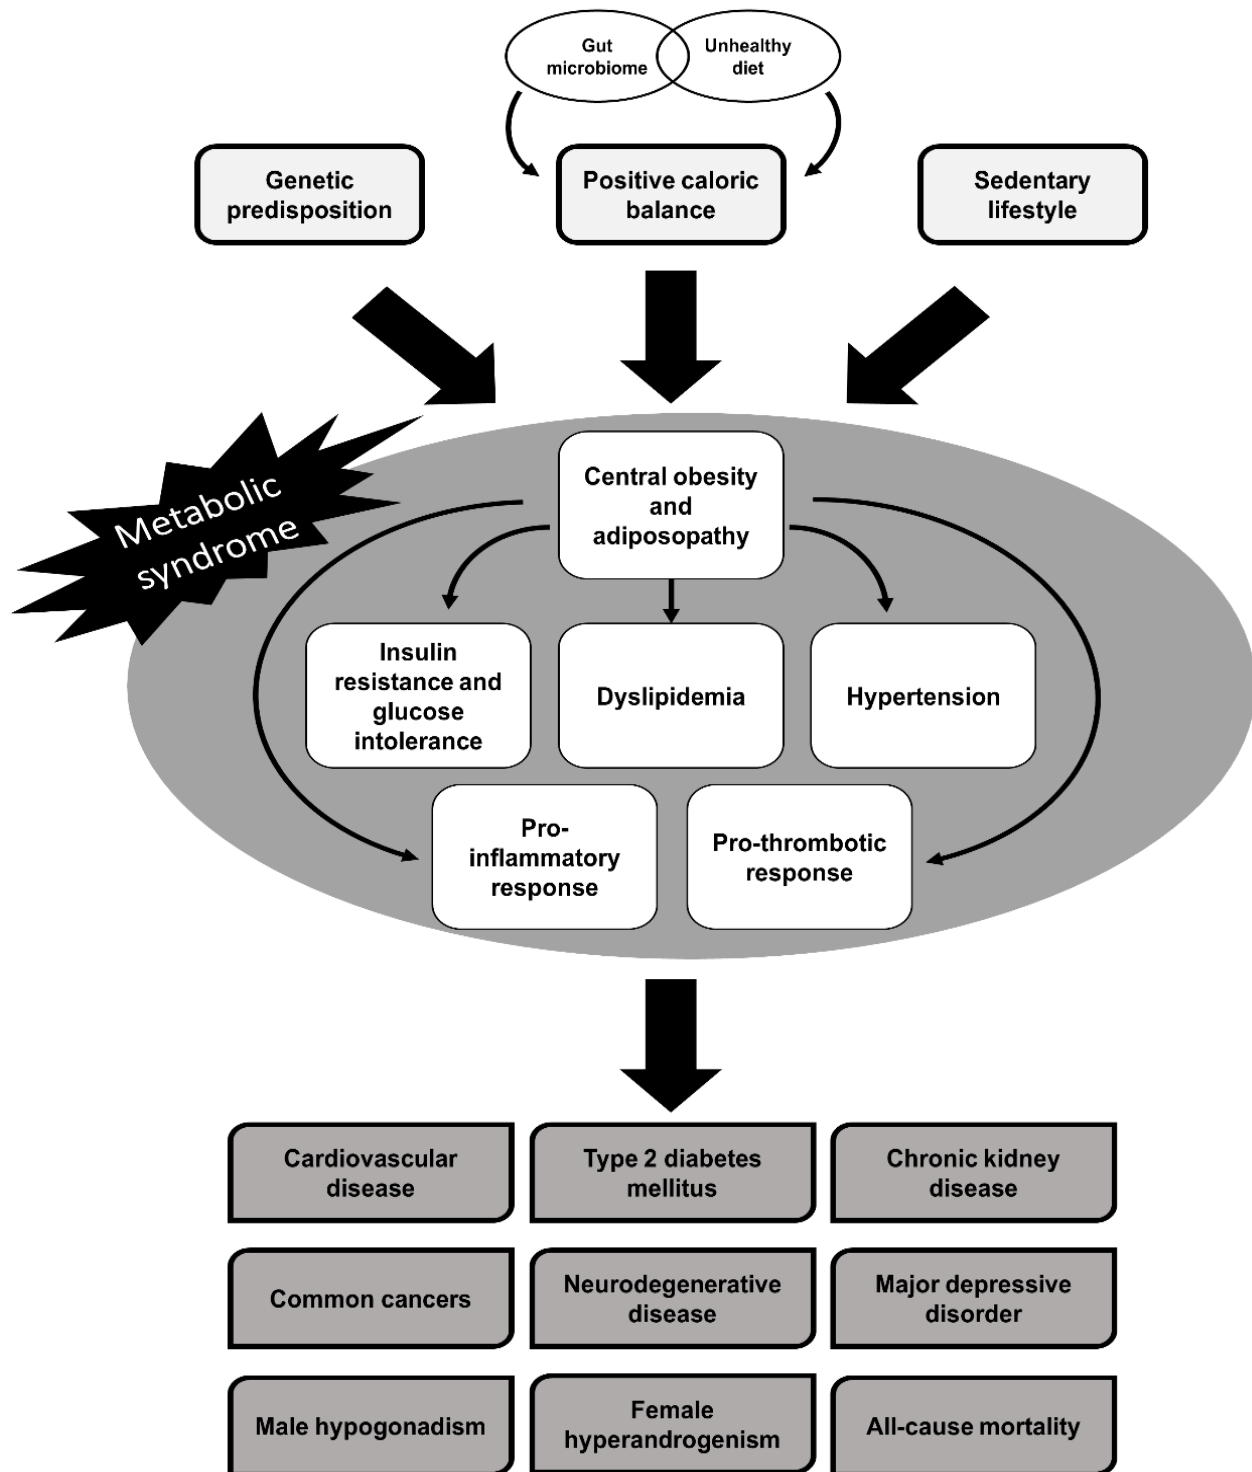 Gut
microbiome
Unhealthy
diet
Genetic
predisposition
Positive caloric
balance
Sedentary
lifestyle
Metabolic
syndrome
Central obesity
and
adiposopathy
Insulin
resistance and
glucose
intolerance
Dyslipidemia
Hypertension
Pro-
inflammatory
response
Pro-thrombotic
response
Cardiovascular
disease
Type 2 diabetes
mellitus
Chronic kidney
disease
Common cancers
Neurodegenerative
disease
Major depressive
disorder
Male hypogonadism
Female
hyperandrogenism
All-cause mortality